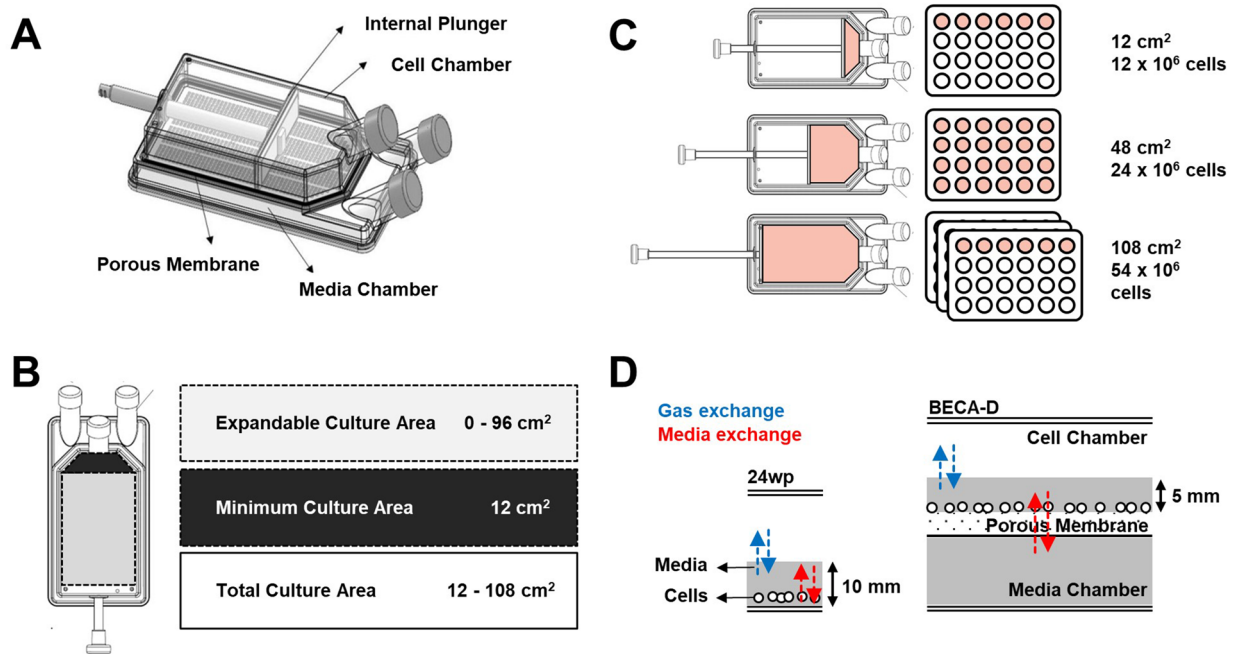 A
Internal Plunger
Cell Chamber
Porous Membrane
Media Chamber
B
Expandable Culture Area 0 - 96 cm²
Minimum Culture Area 12 cm²
Total Culture Area 12 - 108 cm²
C
12 cm²
12 x 10⁶ cells
48 cm²
24 x 10⁶ cells
108 cm²
54 x 10⁶
cells
D
Gas exchange
Media exchange
24wp
Media
Cells
10 mm
BECA-D
Cell Chamber
5 mm
Porous Membrane
Media Chamber